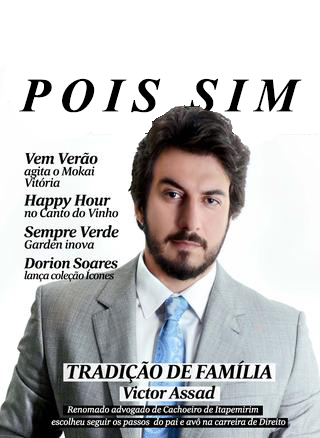 POIS SIM
Vem Verão
agita o Mokai
Vitória
Happy Hour
no Canto do Vinho
Sempre Verde
Garden inova
Dorion Soares
lança coleção Ícones
TRADIÇÃO DE FAMÍLIA
Victor Assad
Renomado advogado de Cachoeiro de Itapemirim
escolheu seguir os passos do pai e avô na carreira de Direito